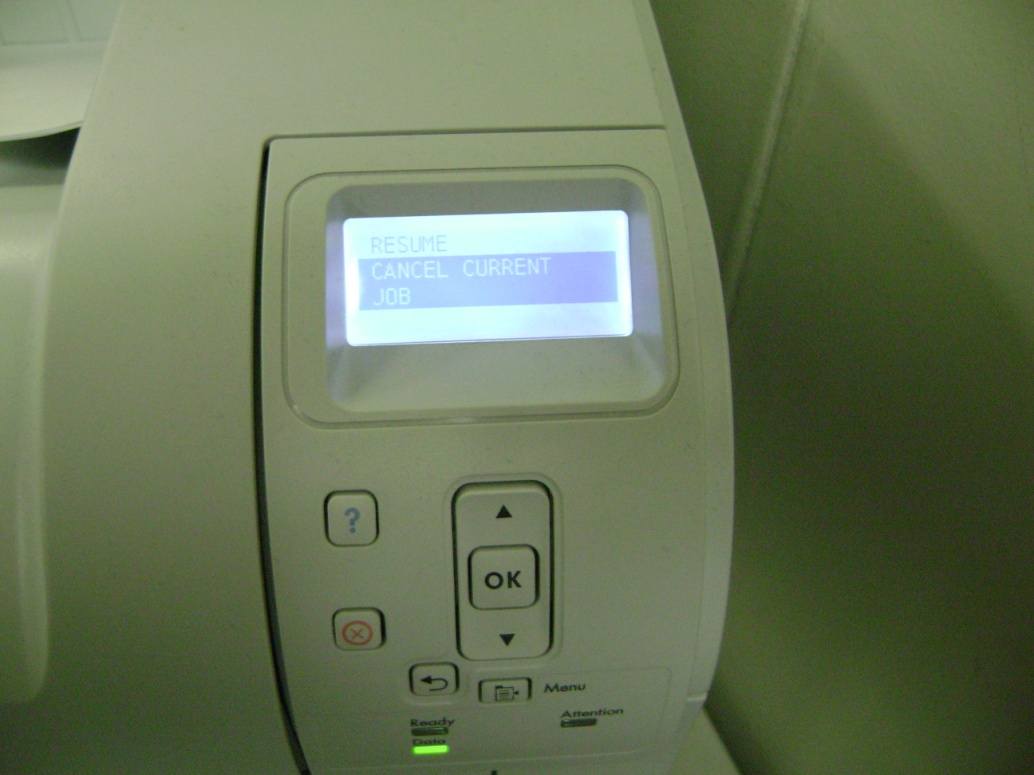 RESUME
CANCEL CURRENT
JOB
?
OK
Menu
Ready
Attention
Data